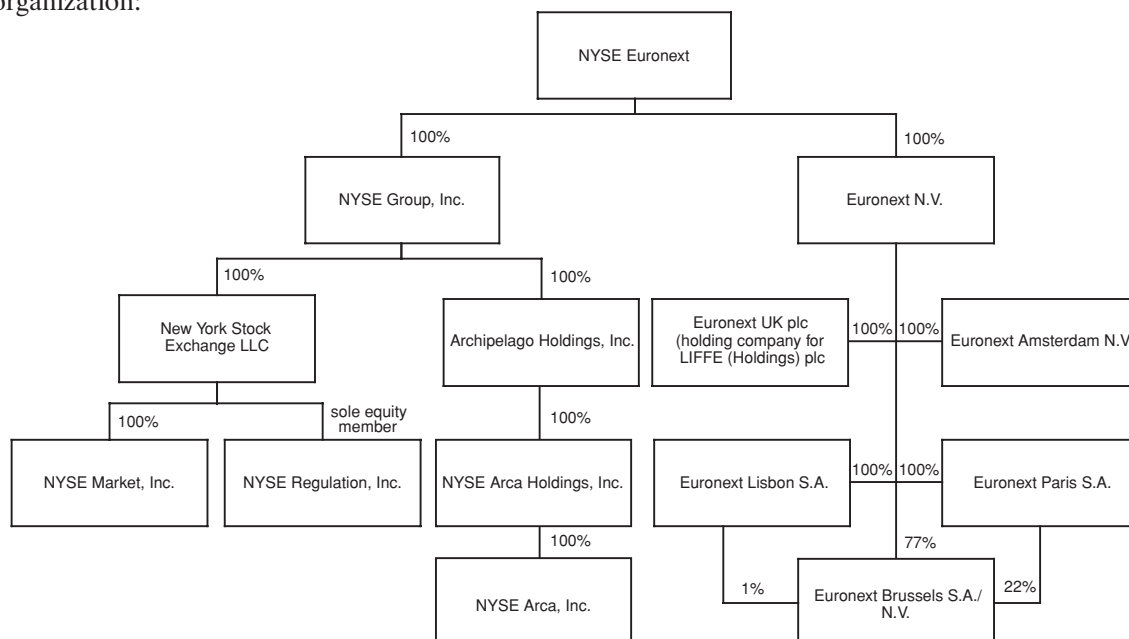 organization:
NYSE Euronext
100%
100%
NYSE Group, Inc.
Euronext N.V.
100%
100%
New York Stock
Exchange LLC
Archipelago Holdings, Inc.
Euronext UK plc
(holding company for
LIFFE (Holdings) plc
100%
100%
Euronext Amsterdam N.V
100%
sole equity
member
100%
NYSE Market, Inc.
NYSE Regulation, Inc.
NYSE Arca Holdings, Inc.
Euronext Lisbon S.A.
100%
100%
Euronext Paris S.A.
100%
77%
NYSE Arca, Inc.
1%
Euronext Brussels S.A./
N.V.
22%